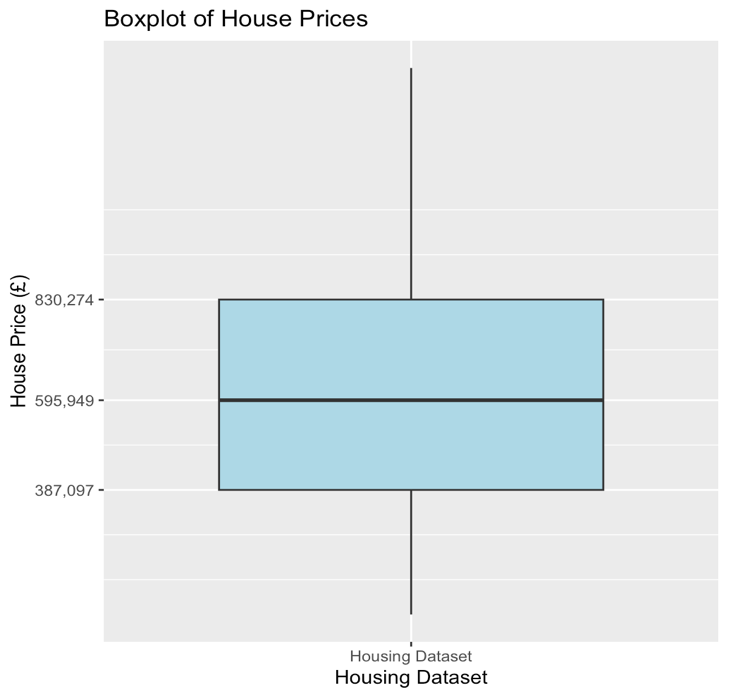 Boxplot of House Prices
House Price (£)
830,274
595,949
387,097
Housing Dataset
Housing Dataset